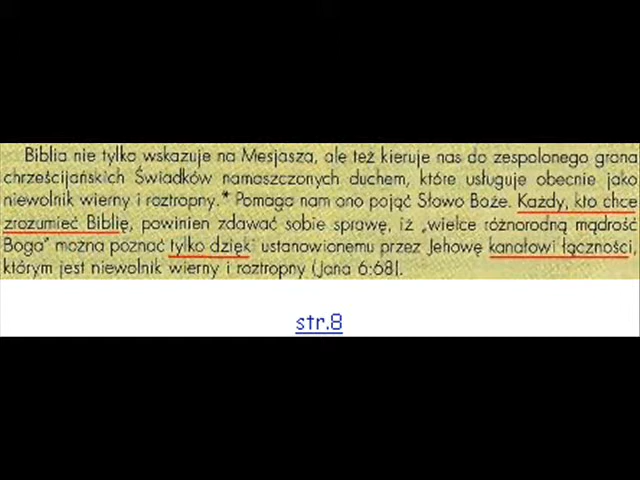 Biblia nie tylko wskazuje na Mesjasza, ale też kieruje nas do zespolonego grona
chrześcijańskich Świadków namaszczonych duchem, które usługuje obecnie jako
niewolnik wierny i roztropny.* Pomaga nam ono pojąć Słowo Boże. Każdy, kto chce
zrozumieć Biblię, powinien zdawać sobie sprawę, iż „wielce różnorodną mądrość
Boga” można poznać tylko dzięki ustanowionemu przez Jehowę kanałowi łączności,
którym jest niewolnik wierny i roztropny (Jana 6:68).
str.8